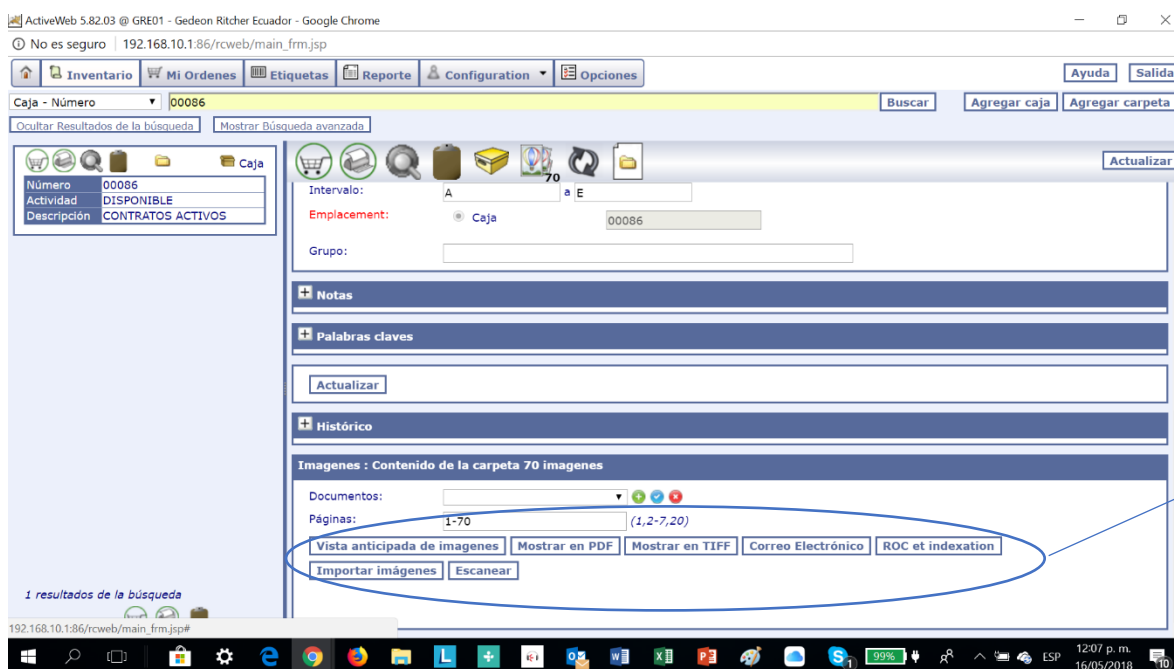 ActiveWeb 5.82.03 @ GRE01 - Gedeon Ritcher Ecuador - Google Chrome
No es seguro 192.168.10.1:86/rcweb/main_frm.jsp
Inventario Mi Ordenes Etiquetas Reporte Configuration Opciones Ayuda Salida
Caja - Número 00086 Buscar Agregar caja Agregar carpeta
Ocultar Resultados de la búsqueda Mostrar Búsqueda avanzada
Caja
Número 00086
Actividad DISPONIBLE
Descripción CONTRATOS ACTIVOS
70
Actualizar
Intervalo: A a E
Emplacement: Caja 00086
Grupo:
Notas
Palabras claves
Actualizar
Histórico
Imagenes : Contenido de la carpeta 70 imagenes
Documentos:
Páginas: 1-70 (1,2-7,20)
Vista anticipada de imagenes Mostrar en PDF Mostrar en TIFF Correo Electrónico ROC et indexation
Importar imágenes Escanear
1 resultados de la búsqueda
192.168.10.1:86/rcweb/main_frm.jsp#
99% ESP 12:07 p. m.
16/05/2018
10